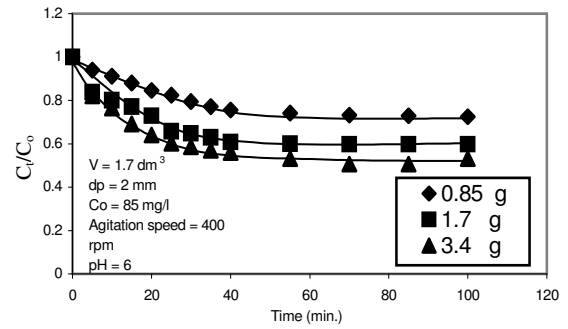 1.2
1
0.8
0.6
0.4
0.2
0
Ct/Co
V = 1.7 dm³
dp = 2 mm
Co = 85 mg/l
Agitation speed = 400
rpm
pH = 6
0.85 g
1.7 g
3.4 g
0 20 40 60 80 100 120
Time (min.)